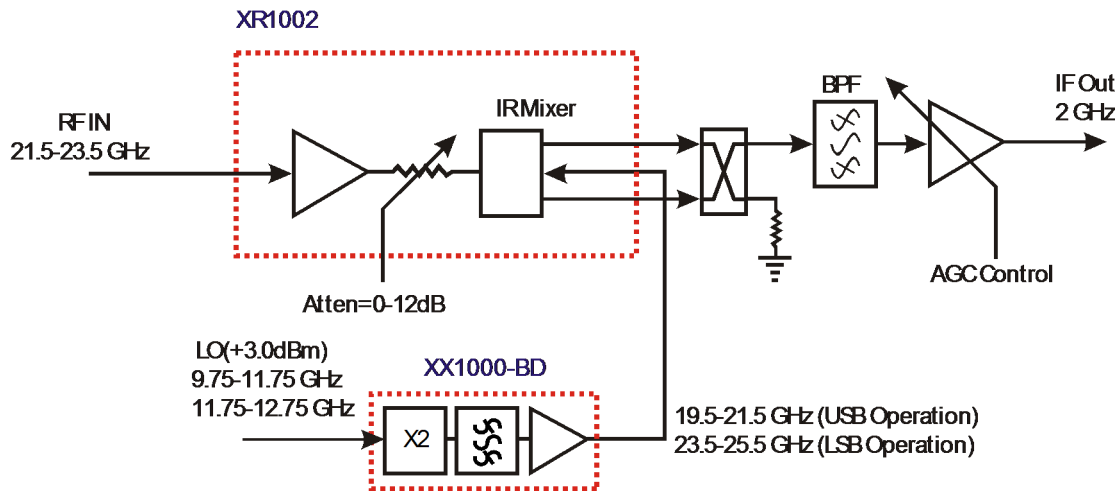 XR1002
RF IN
21.5-23.5 GHz
IR Mixer
BPF
IF Out
2 GHz
Atten=0-12dB
AGC Control
LO(+3.0dBm)
9.75-11.75 GHz
11.75-12.75 GHz
XX1000-BD
X2
19.5-21.5 GHz (USB Operation)
23.5-25.5 GHz (LSB Operation)